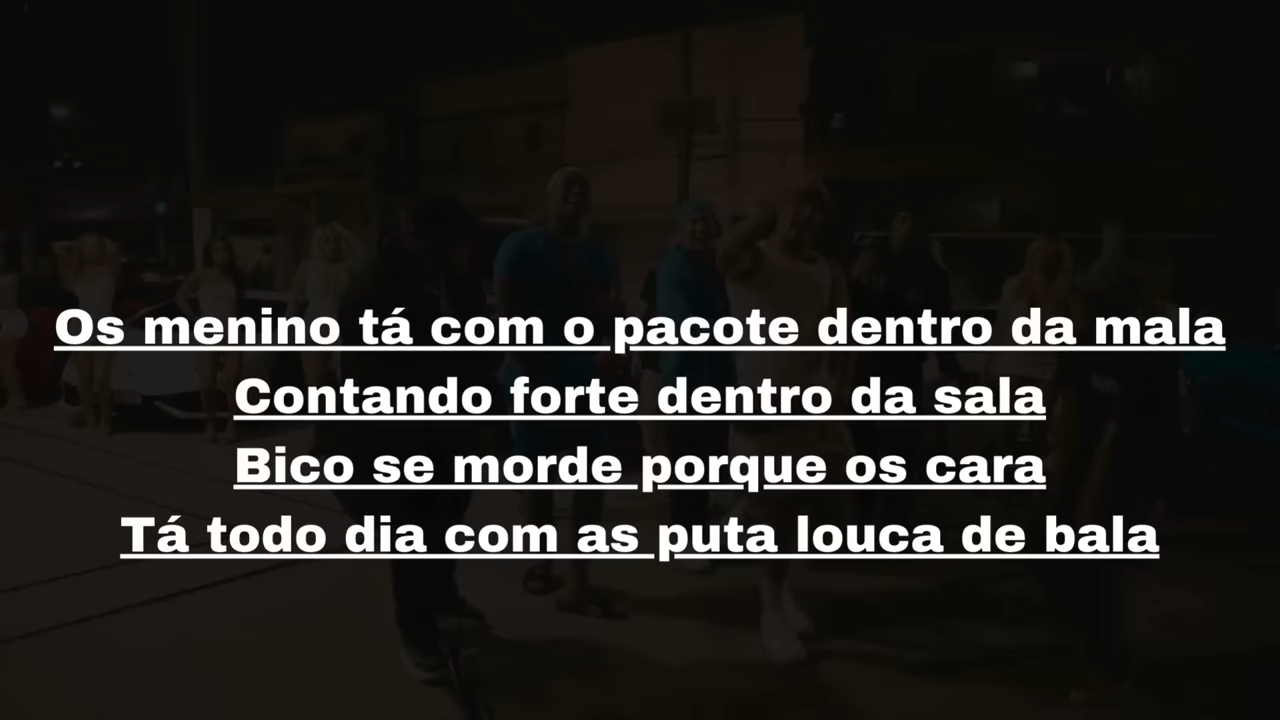 Os menino tá com o pacote dentro da mala
Contando forte dentro da sala
Bico se morde porque os cara
Tá todo dia com as puta louca de bala